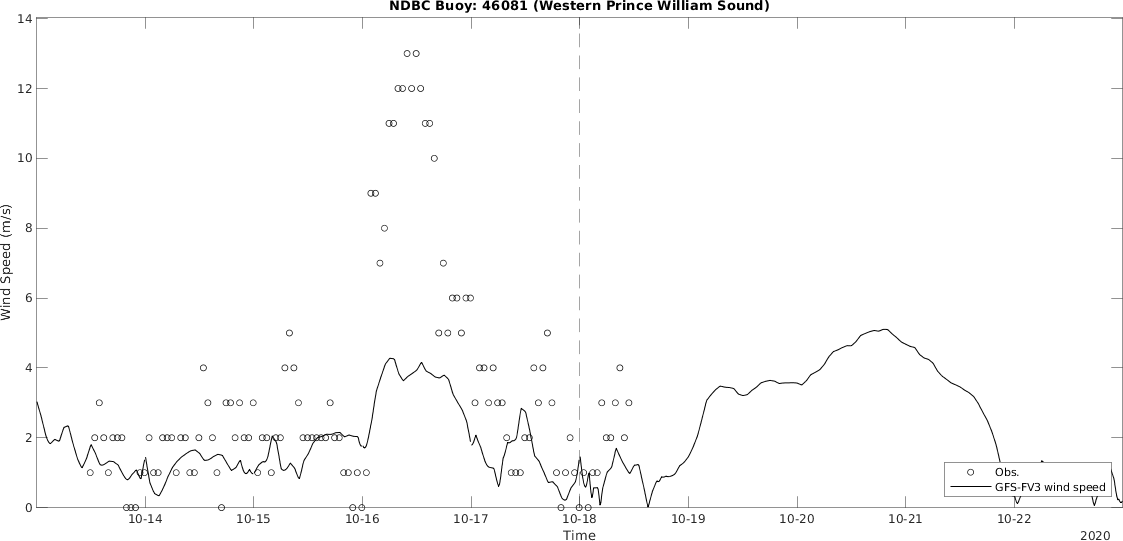 NDBC Buoy: 46081 (Western Prince William Sound)
14
12
10
8
6
4
2
0
Wind Speed (m/s)
Obs.
GFS-FV3 wind speed
10-14 10-15 10-16 10-17 10-18 10-19 10-20 10-21 10-22
Time
2020